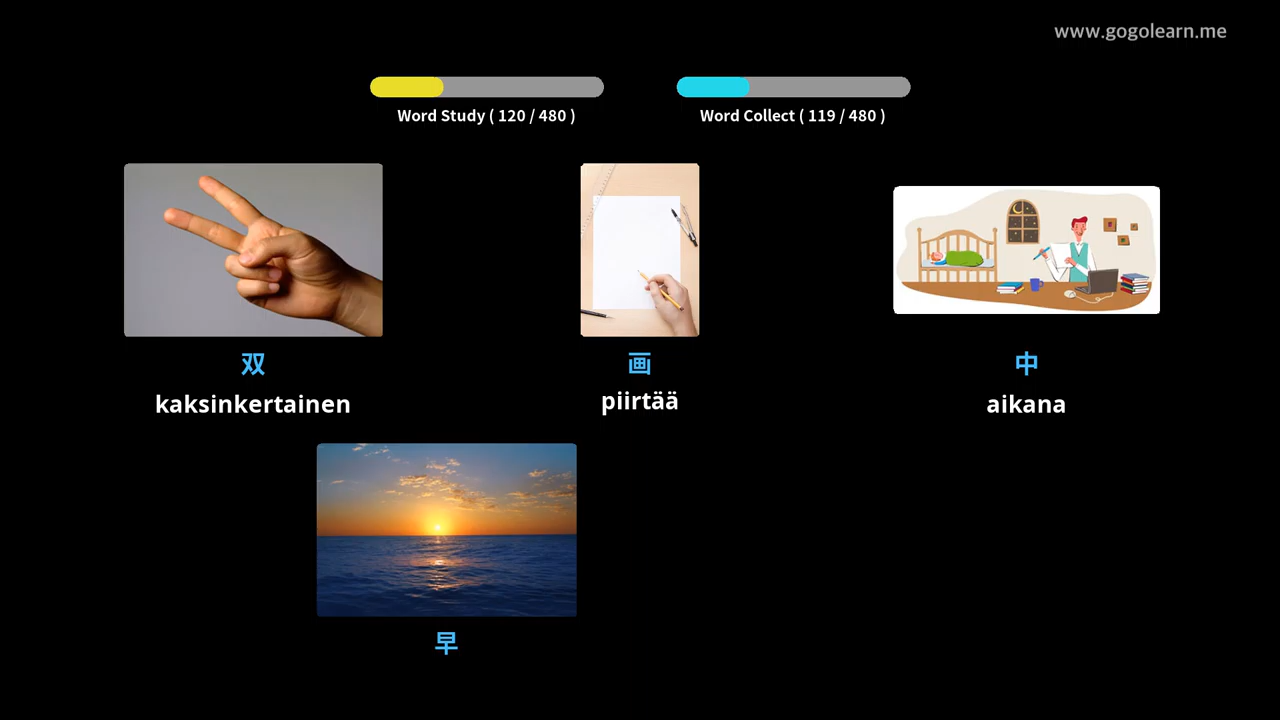 www.gogolearn.me
Word Study ( 120 / 480 )
Word Collect ( 119 / 480 )
双
kaksinkertainen
画
piirtää
中
aikana
早